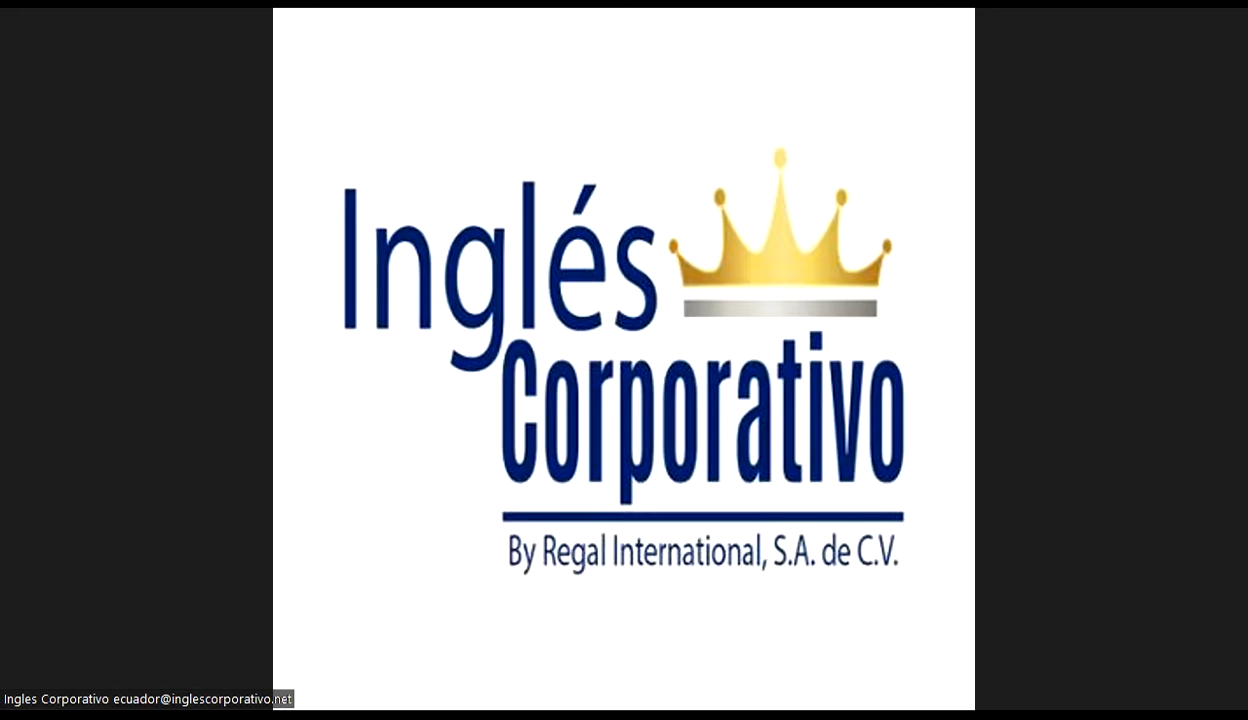 Inglés
Corporativo
By Regal International, S.A. de C.V.
Ingles Corporativo ecuador@inglescorporativo.net